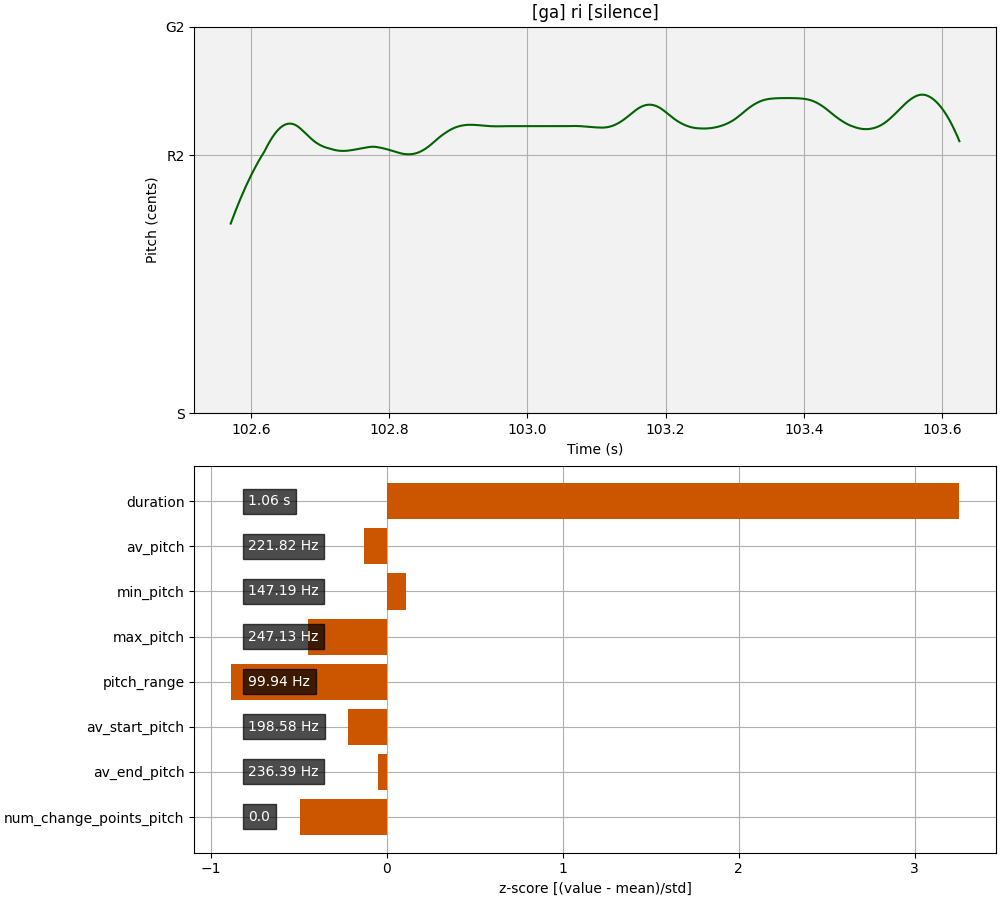 [ga] ri [silence]
G2
R2
S
Pitch (cents)
102.6 102.8 103.0 103.2 103.4 103.6
Time (s)
duration 1.06 s
av_pitch 221.82 Hz
min_pitch 147.19 Hz
max_pitch 247.13 Hz
pitch_range 99.94 Hz
av_start_pitch 198.58 Hz
av_end_pitch 236.39 Hz
num_change_points_pitch 0.0
−1 0 1 2 3
z-score [(value - mean)/std]